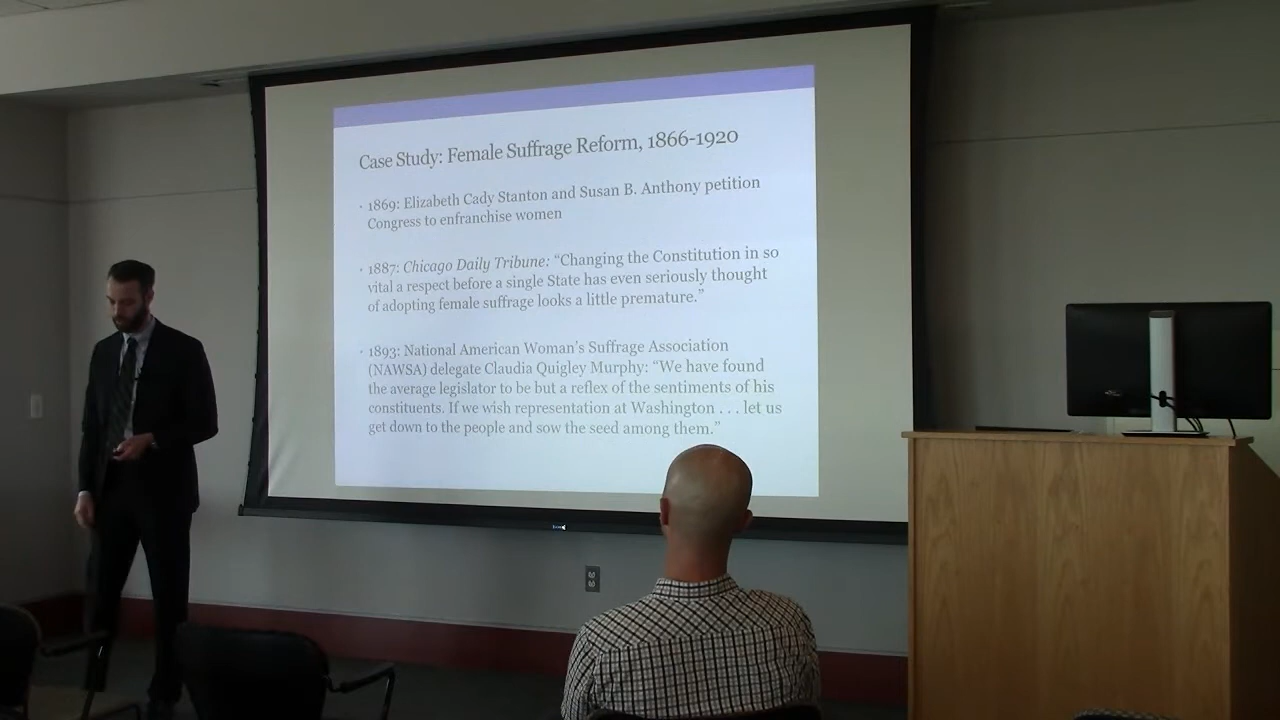 Case Study: Female Suffrage Reform, 1866-1920
· 1869: Elizabeth Cady Stanton and Susan B. Anthony petition
Congress to enfranchise women
· 1887: Chicago Daily Tribune: “Changing the Constitution in so
vital a respect before a single State has even seriously thought
of adopting female suffrage looks a little premature.”
· 1893: National American Woman's Suffrage Association
(NAWSA) delegate Claudia Quigley Murphy: “We have found
the average legislator to be but a reflex of the sentiments of his
constituents. If we wish representation at Washington . . . let us
get down to the people and sow the seed among them.”